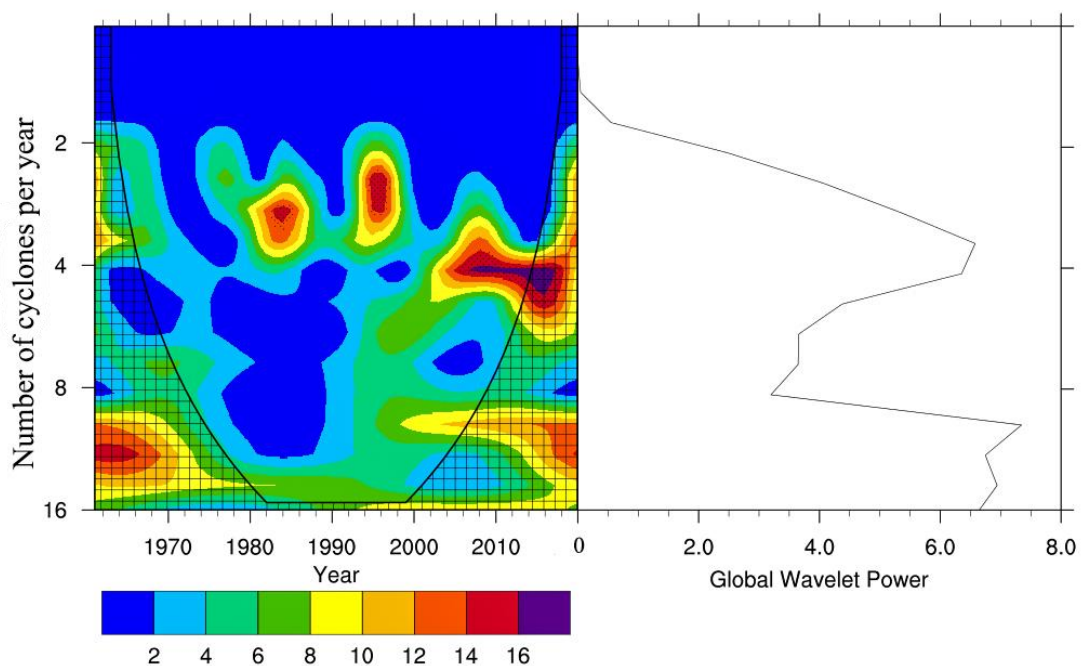 Number of cyclones per year
2
4
8
16
1970 1980 1990 2000 2010 0 2.0 4.0 6.0 8.0
Year
Global Wavelet Power
2 4 6 8 10 12 14 16